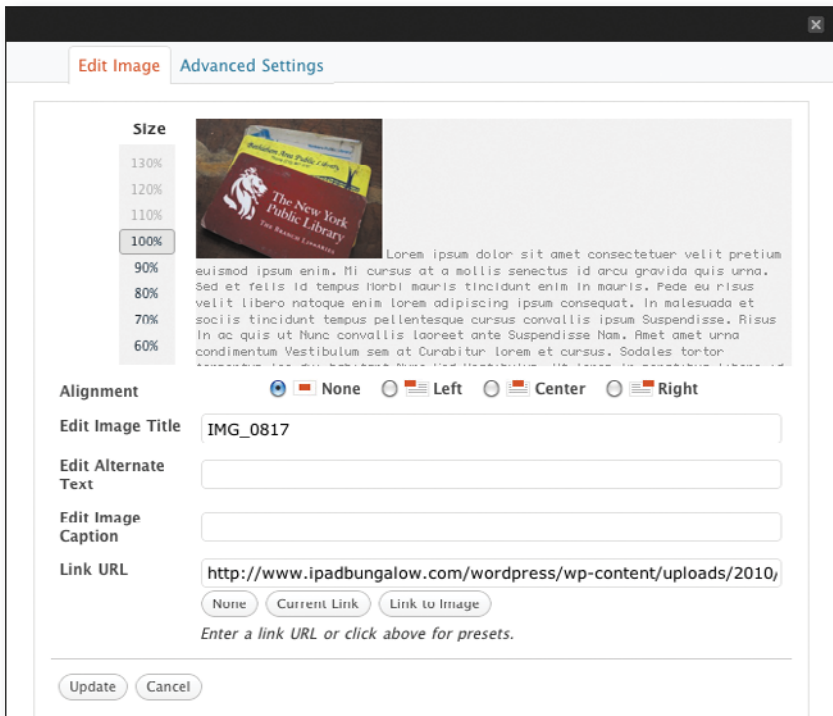 Edit Image Advanced Settings
Size
130%
120%
110%
100%
90%
80%
70%
60%
Bethlehem Area Public Library
The New York
Public Library
THE BRANCH LIBRARIES
Lorem ipsum dolor sit amet consectetuer velit pretium
euismod ipsum enim. Mi cursus at a mollis senectus id arcu gravida quis urna.
Sed et felis id tempus Morbi mauris tincidunt enim In mauris. Pede eu risus
velit libero natoque enim lorem adipiscing ipsum consequat. In malesuada et
sociis tincidunt tempus pellentesque cursus convallis ipsum Suspendisse. Risus
In ac quis ut Nunc convallis laoreet ante Suspendisse Nam. Amet amet urna
condimentum Vestibulum sem at Curabitur lorem et cursus. Sodales tortor
Alignment None Left Center Right
Edit Image Title IMG_0817
Edit Alternate
Text
Edit Image
Caption
Link URL http://www.ipadbungalow.com/wordpress/wp-content/uploads/2010/
None Current Link Link to Image
Enter a link URL or click above for presets.
Update Cancel